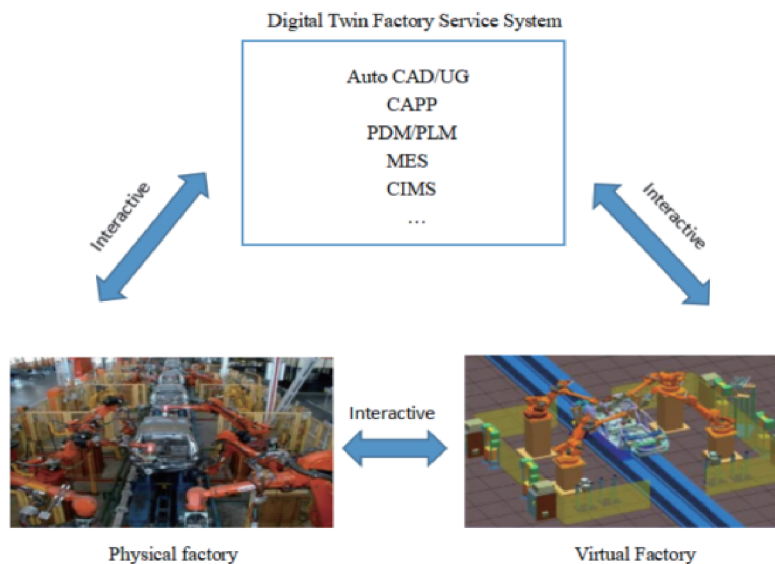 Digital Twin Factory Service System
Auto CAD/UG
CAPP
PDM/PLM
MES
CIMS
...
Interactive
Interactive
Interactive
Physical factory
Virtual Factory